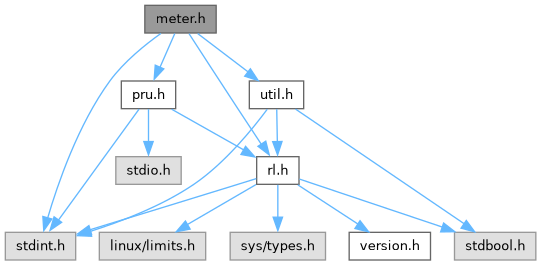 meter.h
pru.h
util.h
stdio.h
rl.h
stdint.h
linux/limits.h
sys/types.h
version.h
stdbool.h